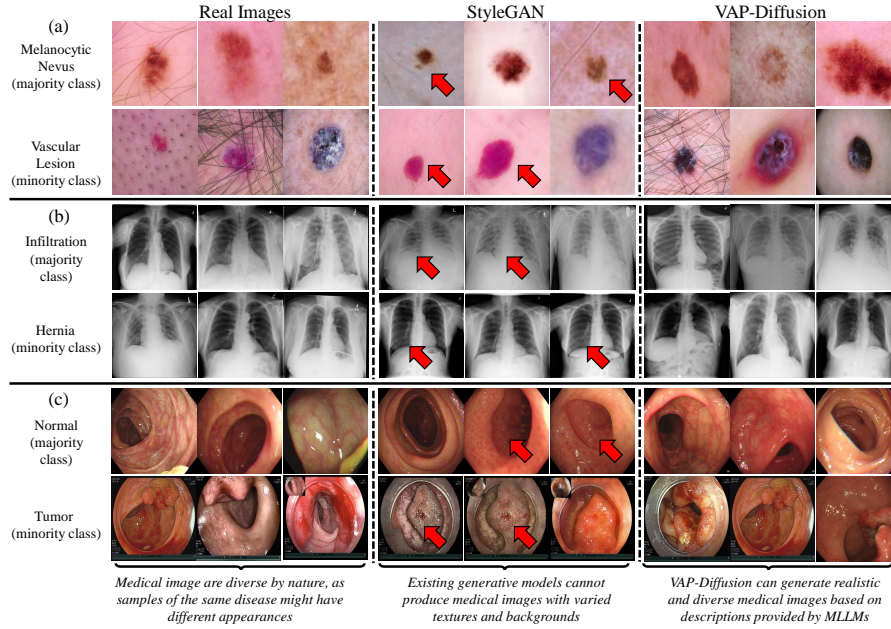 Real Images
StyleGAN
VAP-Diffusion
(a)
Melanocytic
Nevus
(majority class)
Vascular
Lesion
(minority class)
(b)
Infiltration
(majority
class)
Hernia
(minority class)
(c)
Normal
(majority
class)
Tumor
(minority class)
Medical image are diverse by nature, as
samples of the same disease might have
different appearances
Existing generative models cannot
produce medical images with varied
textures and backgrounds
VAP-Diffusion can generate realistic
and diverse medical images based on
descriptions provided by MLLMs